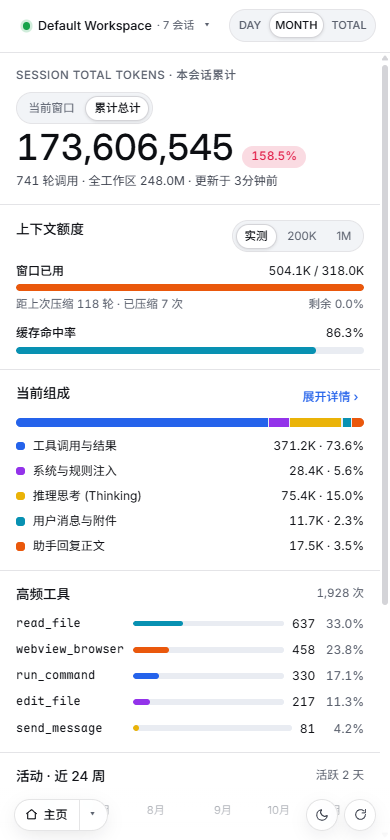 Default Workspace · 7 会话
DAY MONTH TOTAL
SESSION TOTAL TOKENS · 本会话累计
当前窗口 累计总计
173,606,545 158.5%
741 轮调用 · 全工作区 248.0M · 更新于 3分钟前
上下文额度 实测 200K 1M
窗口已用 504.1K / 318.0K
距上次压缩 118 轮 · 已压缩 7 次 剩余 0.0%
缓存命中率 86.3%
当前组成 展开详情 ›
工具调用与结果 371.2K · 73.6%
系统与规则注入 28.4K · 5.6%
推理思考 (Thinking) 75.4K · 15.0%
用户消息与附件 11.7K · 2.3%
助手回复正文 17.5K · 3.5%
高频工具 1,928 次
read_file 637 33.0%
webview_browser 458 23.8%
run_command 330 17.1%
edit_file 217 11.3%
send_message 81 4.2%
活动 · 近 24 周 活跃 2 天
主页 8月 9月 10月